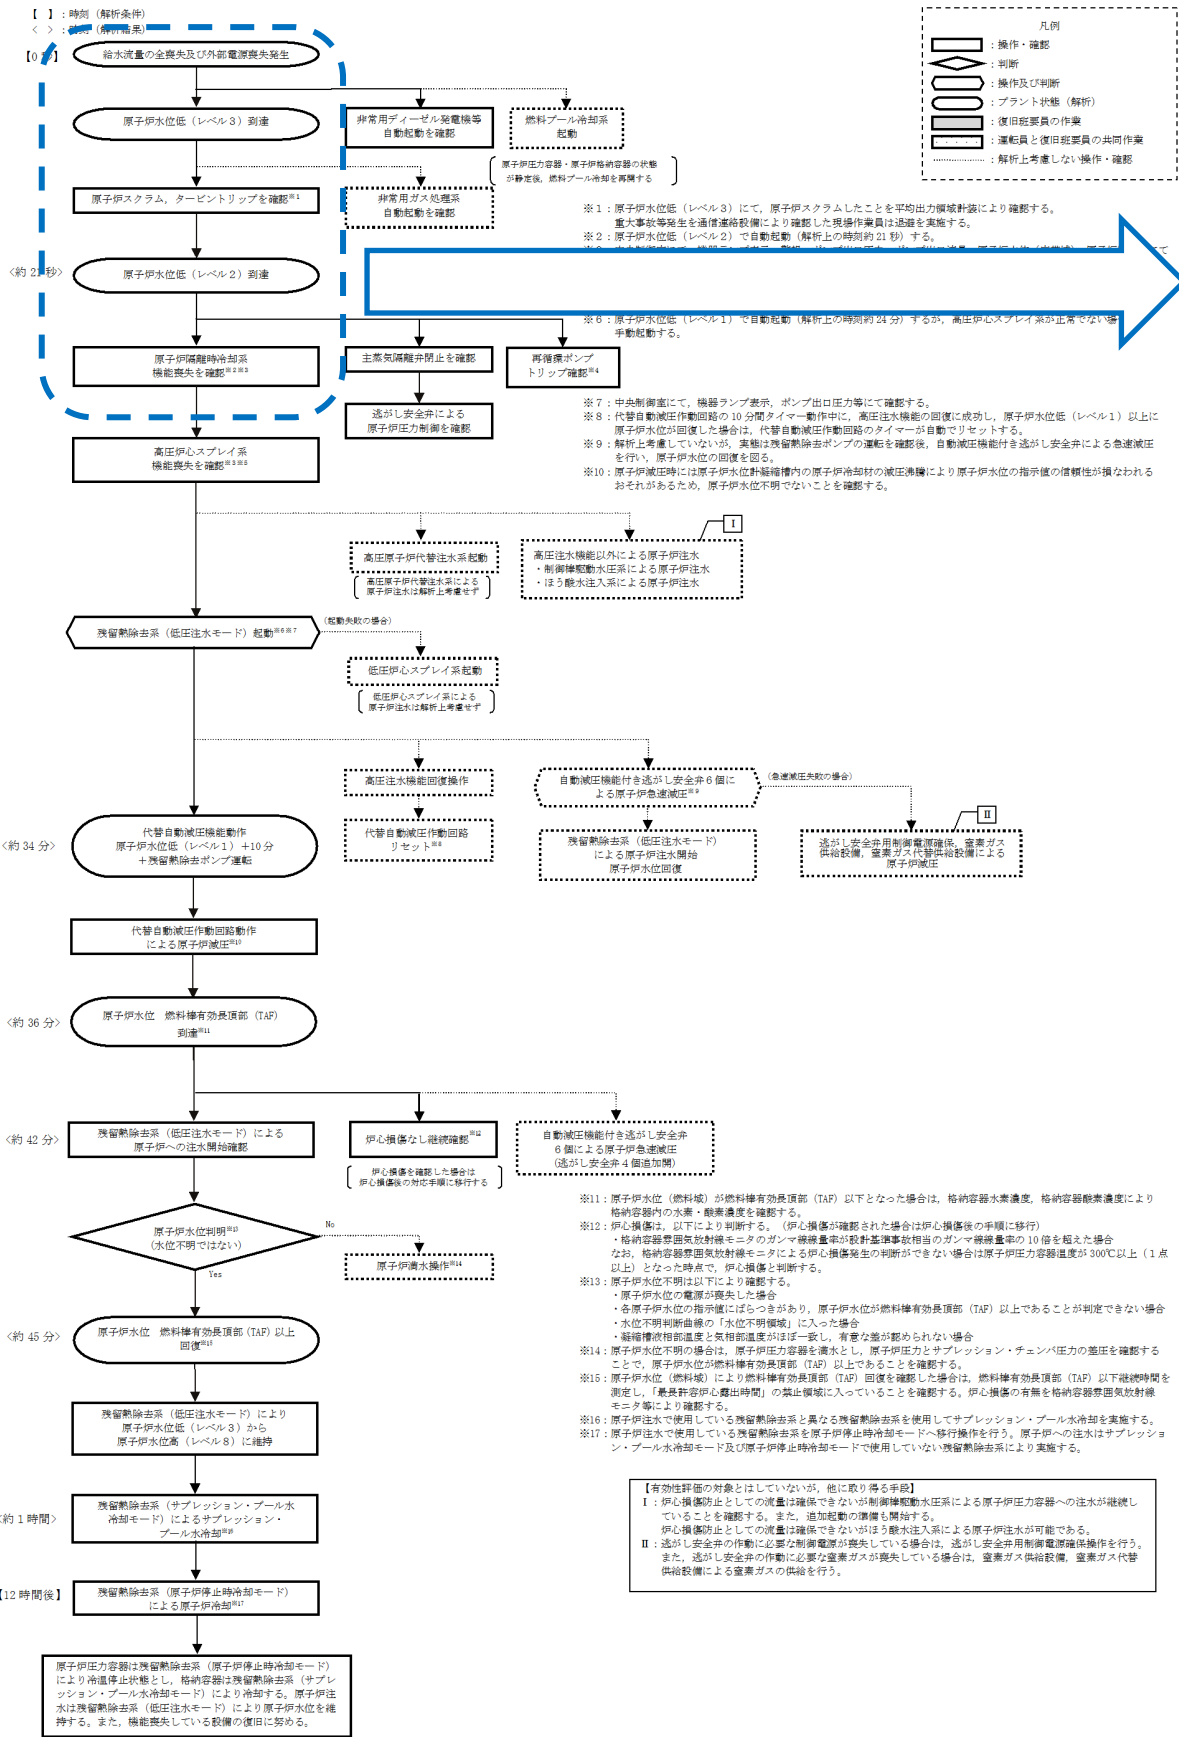 【　】：時刻（解析条件）
＜　＞：時刻（解析結果）
【0 秒】
給水流量の全喪失及び外部電源喪失発生
原子炉水位低（レベル３）到達
非常用ディーゼル発電機等
自動起動を確認
燃料プール冷却系
起動
原子炉圧力容器・原子炉格納容器の状態
が静定後，燃料プール冷却を再開する
原子炉スクラム，タービントリップを確認※1
非常用ガス処理系
自動起動を確認
＜約 21 秒＞
原子炉水位低（レベル２）到達
原子炉隔離時冷却系
機能喪失を確認※2※3
主蒸気隔離弁閉止を確認
再循環ポンプ
トリップ確認※4
逃がし安全弁による
原子炉圧力制御を確認
高圧炉心スプレイ系
機能喪失を確認※3※5
凡例
：操作・確認
：判断
：操作及び判断
：プラント状態（解析）
：復旧班要員の作業
：運転員と復旧班要員の共同作業
：解析上考慮しない操作・確認
※１：原子炉水位低（レベル３）にて，原子炉スクラムしたことを平均出力領域計装により確認する。
重大事故等発生を通信連絡設備により確認した現場作業員は退避を実施する。
※２：原子炉水位低（レベル２）で自動起動（解析上の時刻約 21 秒）する。
※６：原子炉水位低（レベル１）で自動起動（解析上の時刻約 24 分）するが，高圧炉心スプレイ系が正常でない場
手動起動する。
※７：中央制御室にて，機器ランプ表示，ポンプ出口圧力等にて確認する。
※８：代替自動減圧作動回路の 10 分間タイマー動作中に，高圧注水機能の回復に成功し，原子炉水位低（レベル１）以上に
原子炉水位が回復した場合は，代替自動減圧作動回路のタイマーが自動でリセットする。
※９：解析上考慮していないが，実態は残留熱除去ポンプの運転を確認後，自動減圧機能付き逃がし安全弁による急速減圧
を行い，原子炉水位の回復を図る。
※10：原子炉減圧時には原子炉水位計凝縮槽内の原子炉冷却材の減圧沸騰により原子炉水位の指示値の信頼性が損なわれる
おそれがあるため，原子炉水位不明でないことを確認する。
Ⅰ
高圧原子炉代替注水系起動
高圧原子炉代替注水系による
原子炉注水は解析上考慮せず
高圧注水機能以外による原子炉注水
・制御棒駆動水圧系による原子炉注水
・ほう酸水注入系による原子炉注水
残留熱除去系（低圧注水モード）起動※6※7
（起動失敗の場合）
低圧炉心スプレイ系起動
低圧炉心スプレイ系による
原子炉注水は解析上考慮せず
高圧注水機能回復操作
自動減圧機能付き逃がし安全弁６個に
よる原子炉急速減圧※9
（急速減圧失敗の場合）
Ⅱ
＜約 34 分＞
代替自動減圧機能動作
原子炉水位低（レベル１）＋10 分
＋残留熱除去ポンプ運転
代替自動減圧作動回路
リセット※8
残留熱除去系（低圧注水モード）
による原子炉注水開始
原子炉水位回復
逃がし安全弁用制御電源確保，窒素ガス
供給設備，窒素ガス代替供給設備による
原子炉減圧
代替自動減圧作動回路動作
による原子炉減圧※10
＜約 36 分＞
原子炉水位　燃料棒有効長頂部（TAF）
到達※11
＜約 42 分＞
残留熱除去系（低圧注水モード）による
原子炉への注水開始確認
炉心損傷なし継続確認※12
炉心損傷を確認した場合は
炉心損傷後の対応手順に移行する
自動減圧機能付き逃がし安全弁
６個による原子炉急速減圧
（逃がし安全弁４個追加開）
原子炉水位判明※13
（水位不明ではない）
No
Yes
原子炉満水操作※14
＜約 45 分＞
原子炉水位　燃料棒有効長頂部（TAF）以上
回復※15
残留熱除去系（低圧注水モード）により
原子炉水位低（レベル３）から
原子炉水位高（レベル８）に維持
約 1 時間＞
残留熱除去系（サプレッション・プール水
冷却モード）によるサプレッション・
プール水冷却※16
【12 時間後】
残留熱除去系（原子炉停止時冷却モード）
による原子炉冷却※17
原子炉圧力容器は残留熱除去系（原子炉停止時冷却モード）
により冷温停止状態とし，格納容器は残留熱除去系（サプレ
ッション・プール水冷却モード）により冷却する。原子炉注
水は残留熱除去系（低圧注水モード）により原子炉水位を維
持する。また，機能喪失している設備の復旧に努める。
※11：原子炉水位（燃料域）が燃料棒有効長頂部（TAF）以下となった場合は，格納容器水素濃度，格納容器酸素濃度により
格納容器内の水素・酸素濃度を確認する。
※12：炉心損傷は，以下により判断する。（炉心損傷が確認された場合は炉心損傷後の手順に移行）
・格納容器雰囲気放射線モニタのガンマ線線量率が設計基準事故相当のガンマ線線量率の 10 倍を超えた場合
なお，格納容器雰囲気放射線モニタによる炉心損傷発生の判断ができない場合は原子炉圧力容器温度が 300℃以上（１点
以上）となった時点で，炉心損傷と判断する。
※13：原子炉水位不明は以下により確認する。
・原子炉水位の電源が喪失した場合
・各原子炉水位の指示値にばらつきがあり，原子炉水位が燃料棒有効長頂部（TAF）以上であることが判定できない場合
・水位不明判断曲線の「水位不明領域」に入った場合
・凝縮槽液相部温度と気相部温度がほぼ一致し，有意な差が認められない場合
※14：原子炉水位不明の場合は，原子炉圧力容器を満水とし，原子炉圧力とサプレッション・チェンバ圧力の差圧を確認する
ことで，原子炉水位が燃料棒有効長頂部（TAF）以上であることを確認する。
※15：原子炉水位（燃料域）により燃料棒有効長頂部（TAF）回復を確認した場合は，燃料棒有効長頂部（TAF）以下継続時間を
測定し，「最長許容炉心露出時間」の禁止領域に入っていることを確認する。炉心損傷の有無を格納容器雰囲気放射線
モニタ等により確認する。
※16：原子炉注水で使用している残留熱除去系と異なる残留熱除去系を使用してサプレッション・プール水冷却を実施する。
※17：原子炉注水で使用している残留熱除去系を原子炉停止時冷却モードへ移行操作を行う。原子炉への注水はサプレッショ
ン・プール水冷却モード及び原子炉停止時冷却モードで使用していない残留熱除去系により実施する。
【有効性評価の対象とはしていないが，他に取り得る手段】
Ⅰ：炉心損傷防止としての流量は確保できないが制御棒駆動水圧系による原子炉圧力容器への注水が継続し
ていることを確認する。また，追加起動の準備も開始する。
炉心損傷防止としての流量は確保できないがほう酸水注入系による原子炉注水が可能である。
Ⅱ：逃がし安全弁の作動に必要な制御電源が喪失している場合は，逃がし安全弁用制御電源確保操作を行う。
また，逃がし安全弁の作動に必要な窒素ガスが喪失している場合は，窒素ガス供給設備，窒素ガス代替
供給設備による窒素ガスの供給を行う。